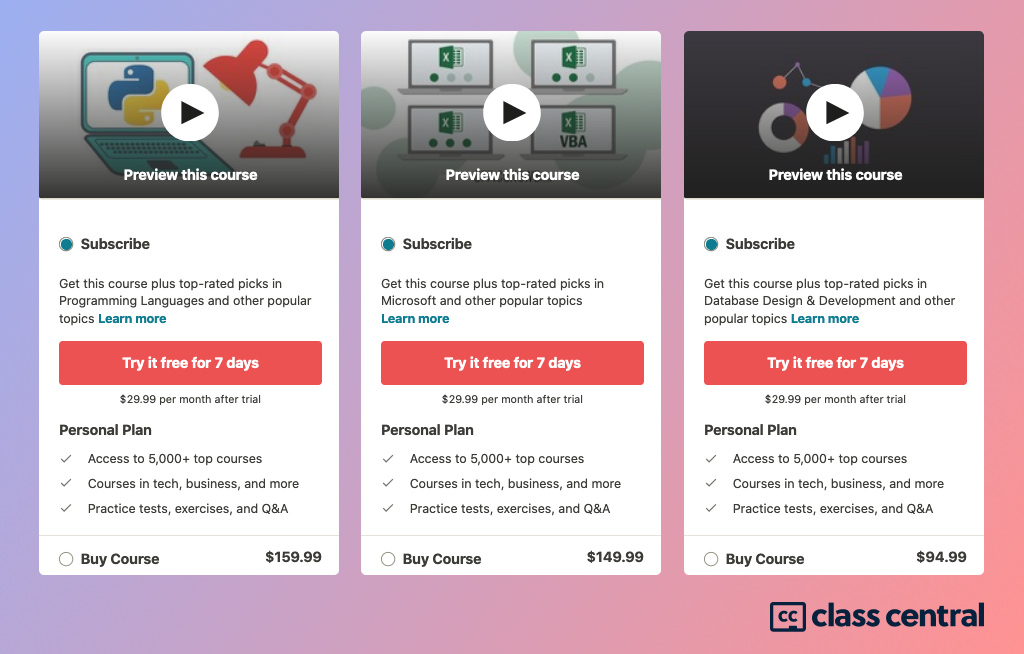 Preview this course
Subscribe
Get this course plus top-rated picks in
Programming Languages and other popular
topics Learn more
Try it free for 7 days
$29.99 per month after trial
Personal Plan
Access to 5,000+ top courses
Courses in tech, business, and more
Practice tests, exercises, and Q&A
Buy Course $159.99
X
X
X
X
VBA
Preview this course
Subscribe
Get this course plus top-rated picks in
Microsoft and other popular topics
Learn more
Try it free for 7 days
$29.99 per month after trial
Personal Plan
Access to 5,000+ top courses
Courses in tech, business, and more
Practice tests, exercises, and Q&A
Buy Course $149.99
Preview this course
Subscribe
Get this course plus top-rated picks in
Database Design & Development and other
popular topics Learn more
Try it free for 7 days
$29.99 per month after trial
Personal Plan
Access to 5,000+ top courses
Courses in tech, business, and more
Practice tests, exercises, and Q&A
Buy Course $94.99
cc class central